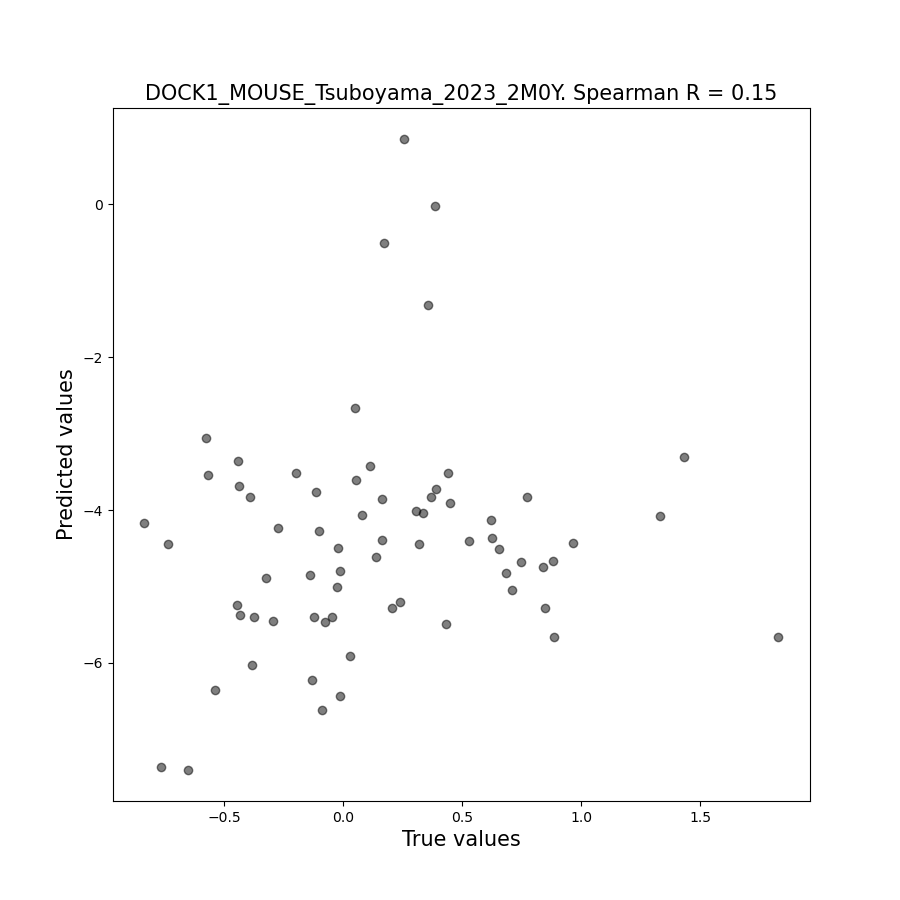 DOCK1_MOUSE_Tsuboyama_2023_2M0Y. Spearman R = 0.15
Predicted values
0
−2
−4
−6
−0.5 0.0 0.5 1.0 1.5
True values